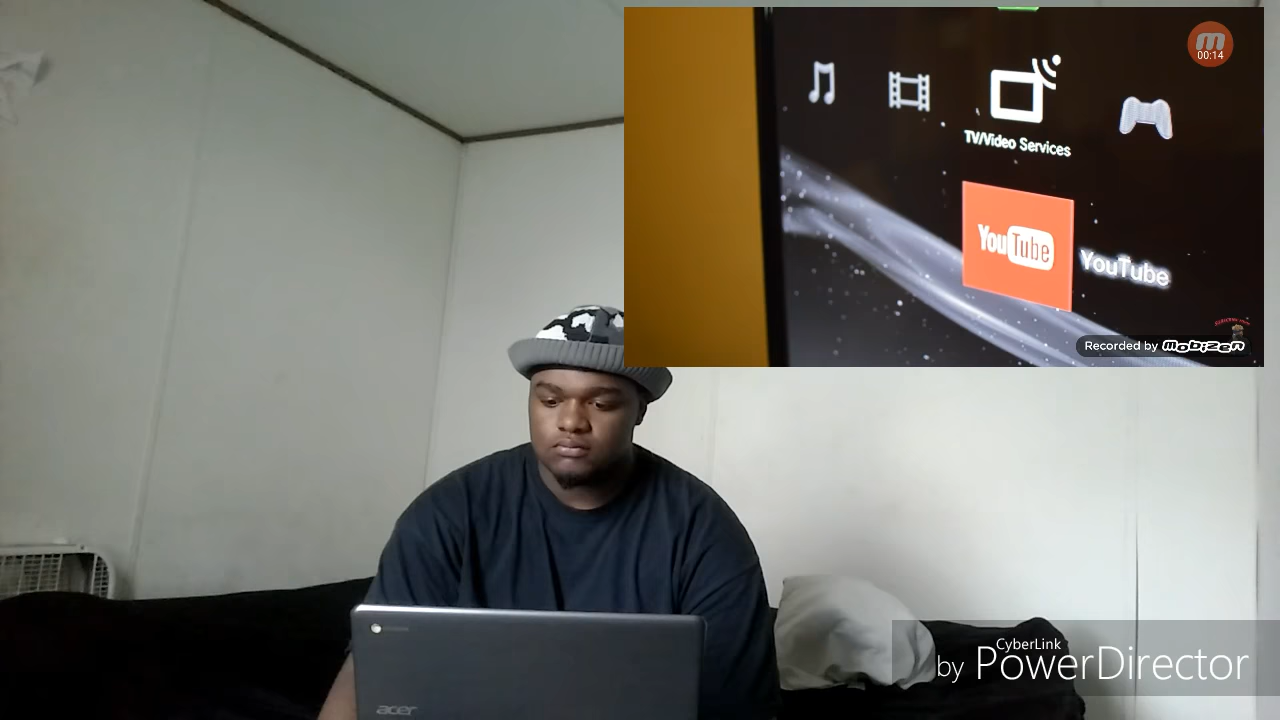 00:14
TV/Video Services
YouTube
YouTube
Recorded by mobizen
CyberLink
by PowerDirector
acer